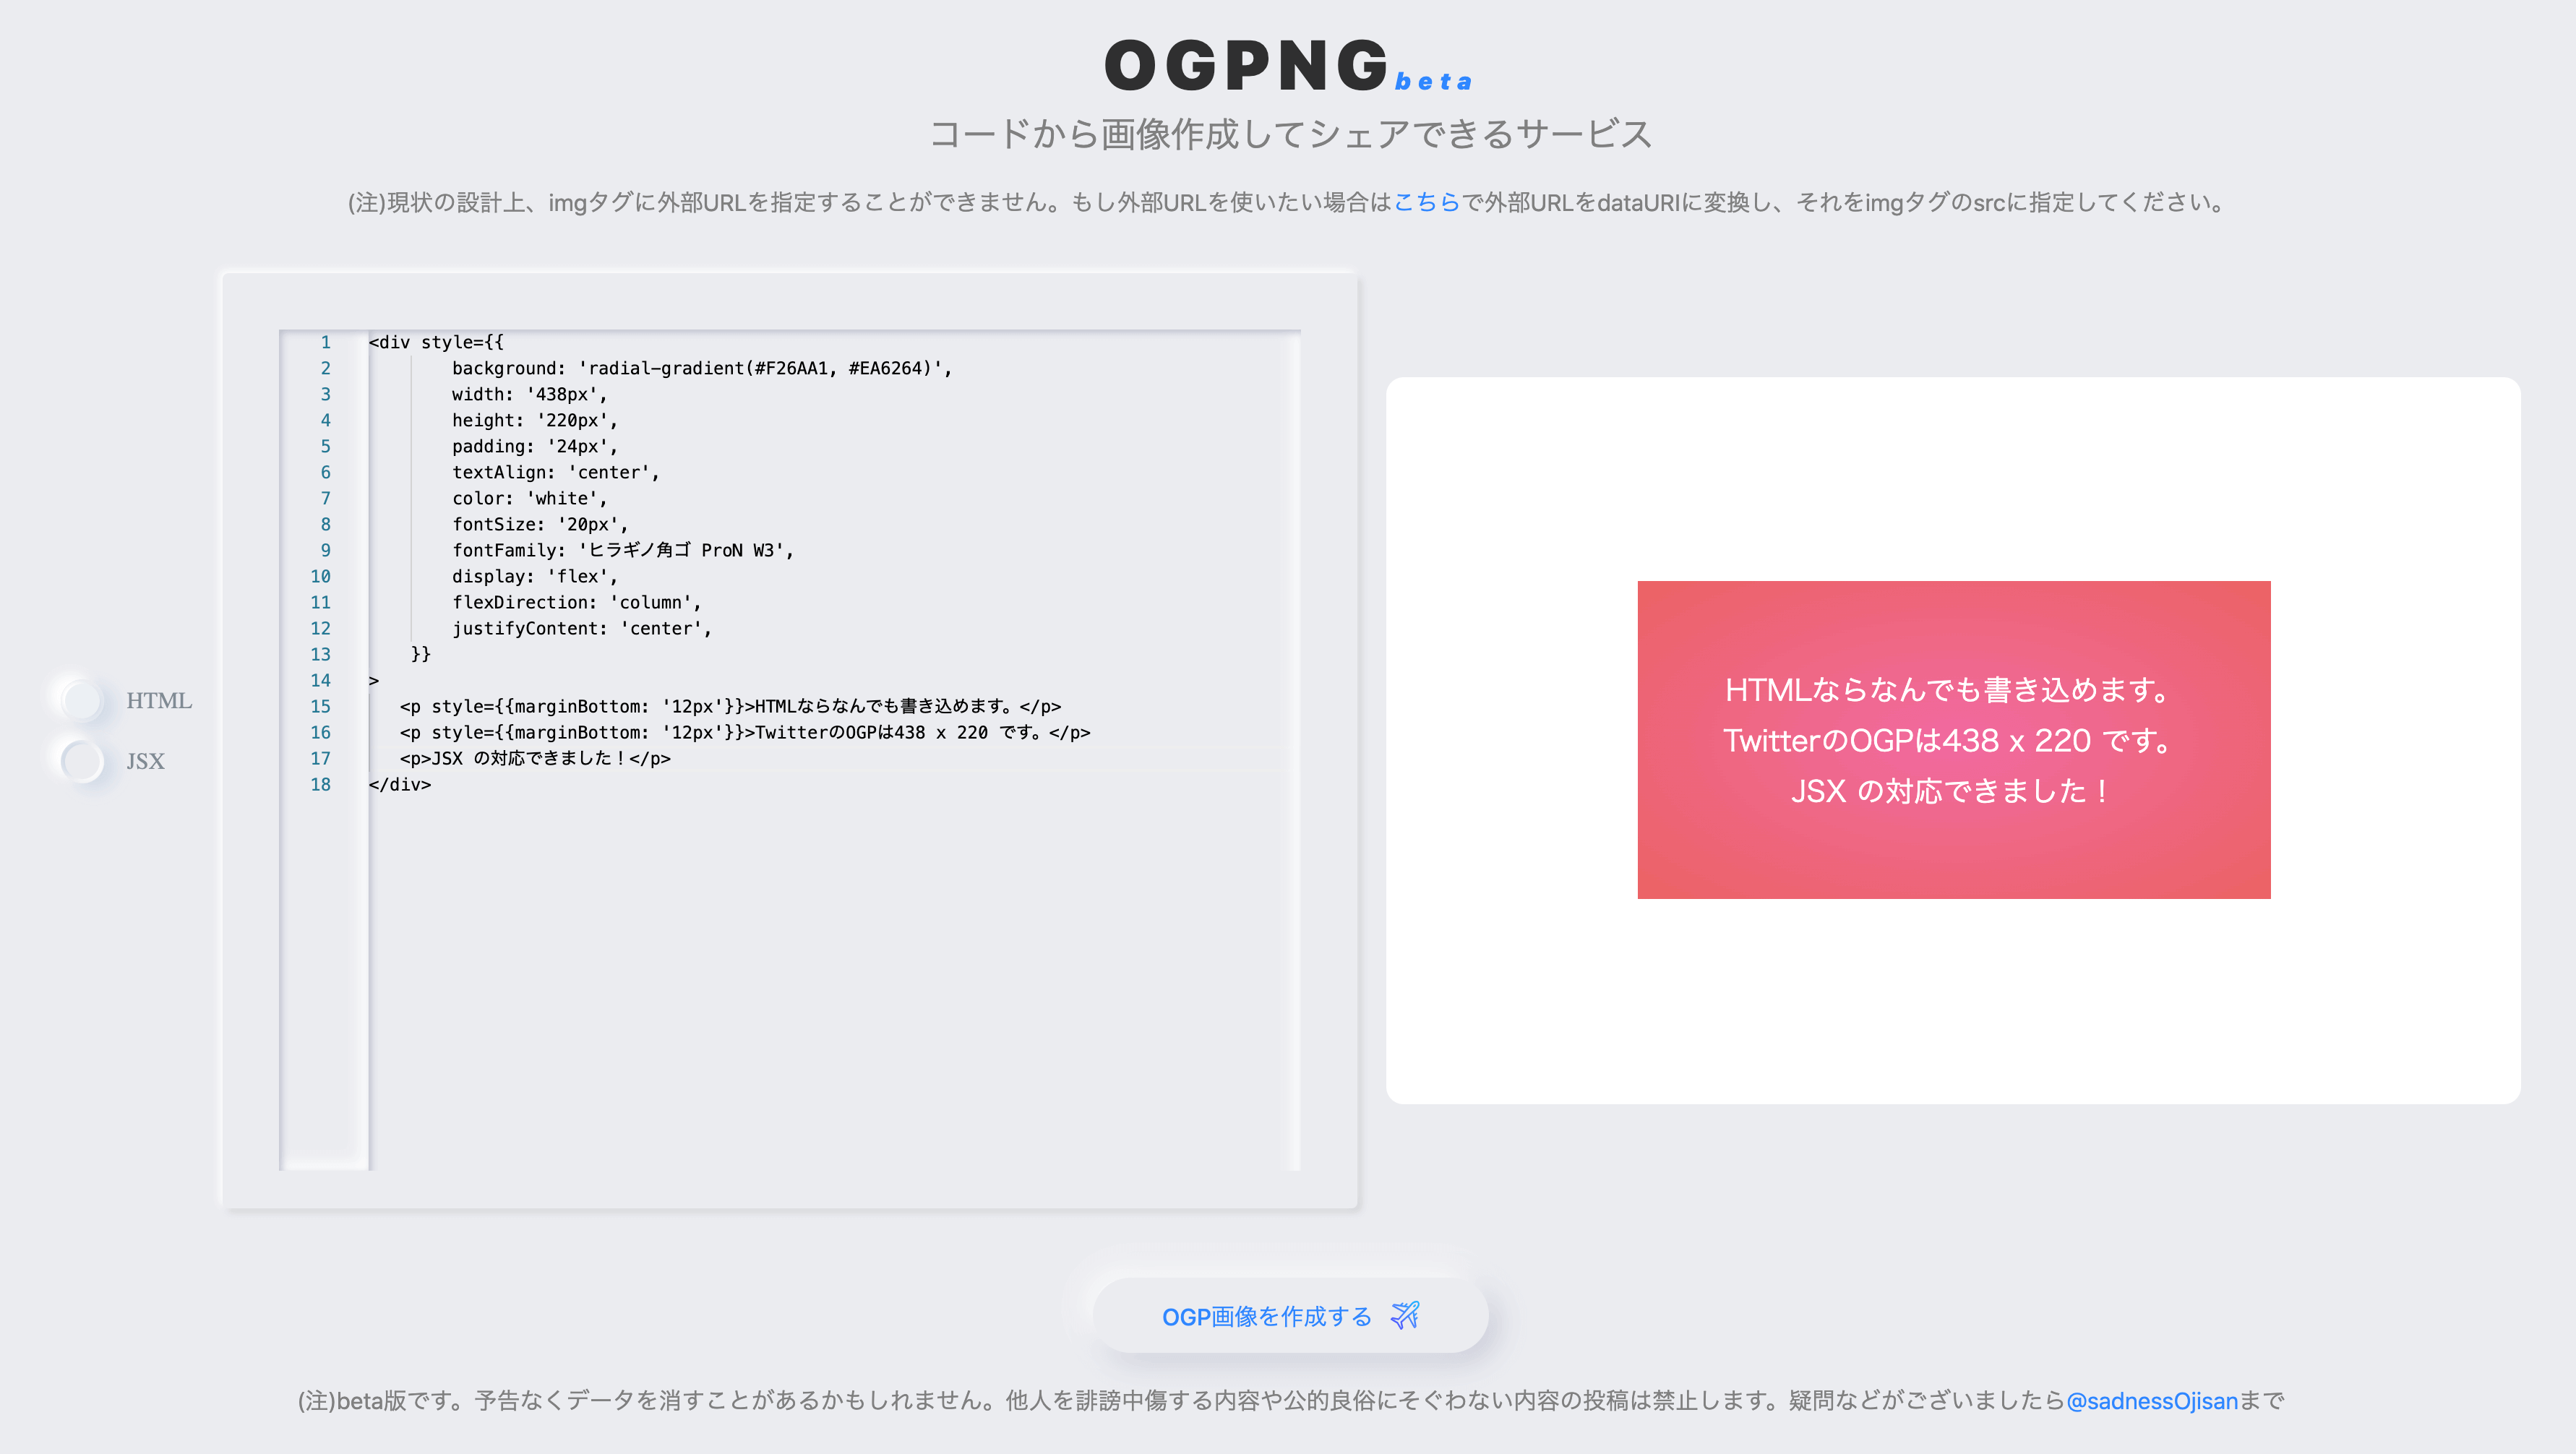 OGPNG beta
コードから画像作成してシェアできるサービス
(注)現状の設計上、imgタグに外部URLを指定することができません。もし外部URLを使いたい場合はこちらで外部URLをdataURIに変換し、それをimgタグのsrcに指定してください。
HTML
JSX
1 <div style={{
2 background: 'radial-gradient(#F26AA1, #EA6264)',
3 width: '438px',
4 height: '220px',
5 padding: '24px',
6 textAlign: 'center',
7 color: 'white',
8 fontSize: '20px',
9 fontFamily: 'ヒラギノ角ゴ ProN W3',
10 display: 'flex',
11 flexDirection: 'column',
12 justifyContent: 'center',
13 }}
14 >
15 <p style={{marginBottom: '12px'}}>HTMLならなんでも書き込めます。</p>
16 <p style={{marginBottom: '12px'}}>TwitterのOGPは438 x 220 です。</p>
17 <p>JSX の対応できました！</p>
18 </div>
HTMLならなんでも書き込めます。
TwitterのOGPは438 x 220 です。
JSX の対応できました！
OGP画像を作成する
(注)beta版です。予告なくデータを消すことがあるかもしれません。他人を誹謗中傷する内容や公的良俗にそぐわない内容の投稿は禁止します。疑問などがございましたら@sadnessOjisanまで